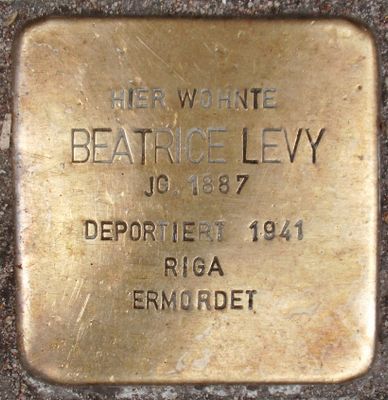 HIER WOHNTE
BEATRICE LEVY
JG. 1887
DEPORTIERT 1941
RIGA
ERMORDET